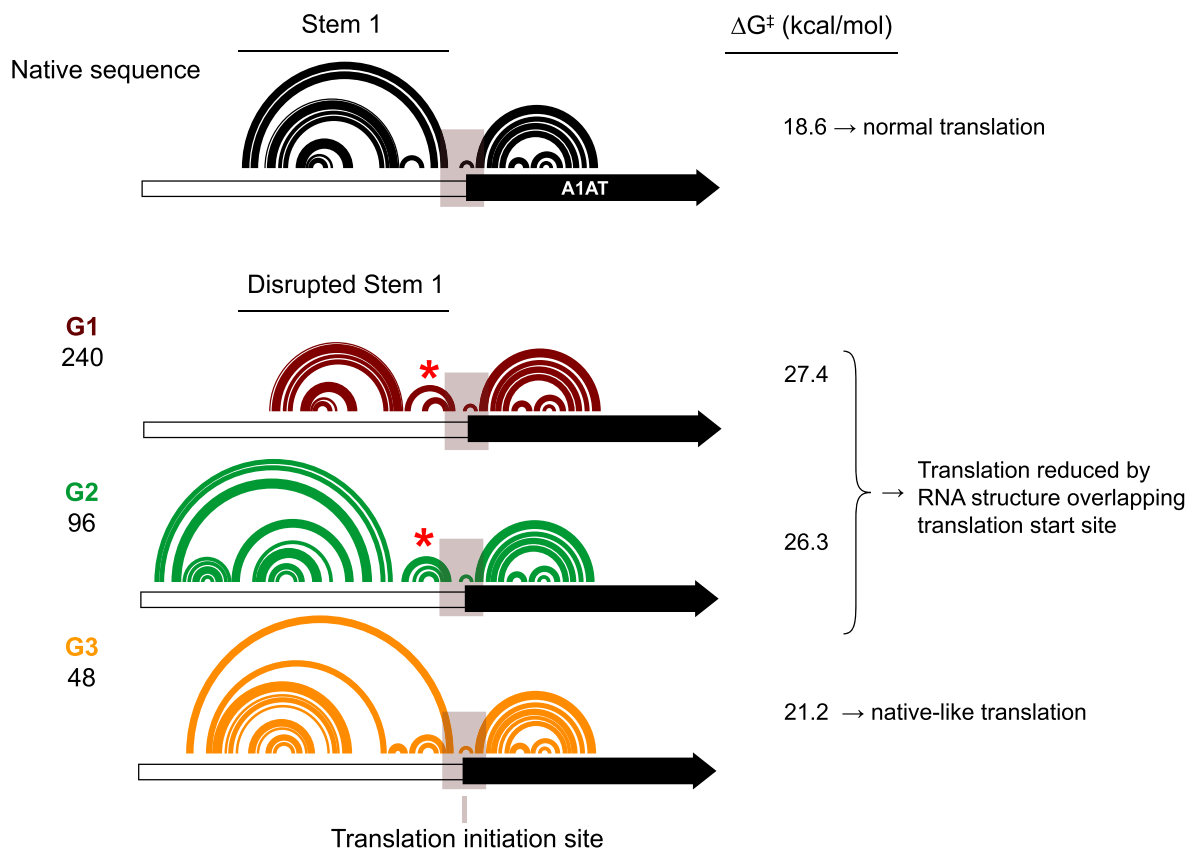 Stem 1
ΔG‡ (kcal/mol)
Native sequence
18.6 → normal translation
A1AT
Disrupted Stem 1
G1
240
*
27.4
G2
96
*
26.3
Translation reduced by
→ RNA structure overlapping
translation start site
G3
48
21.2 → native-like translation
Translation initiation site